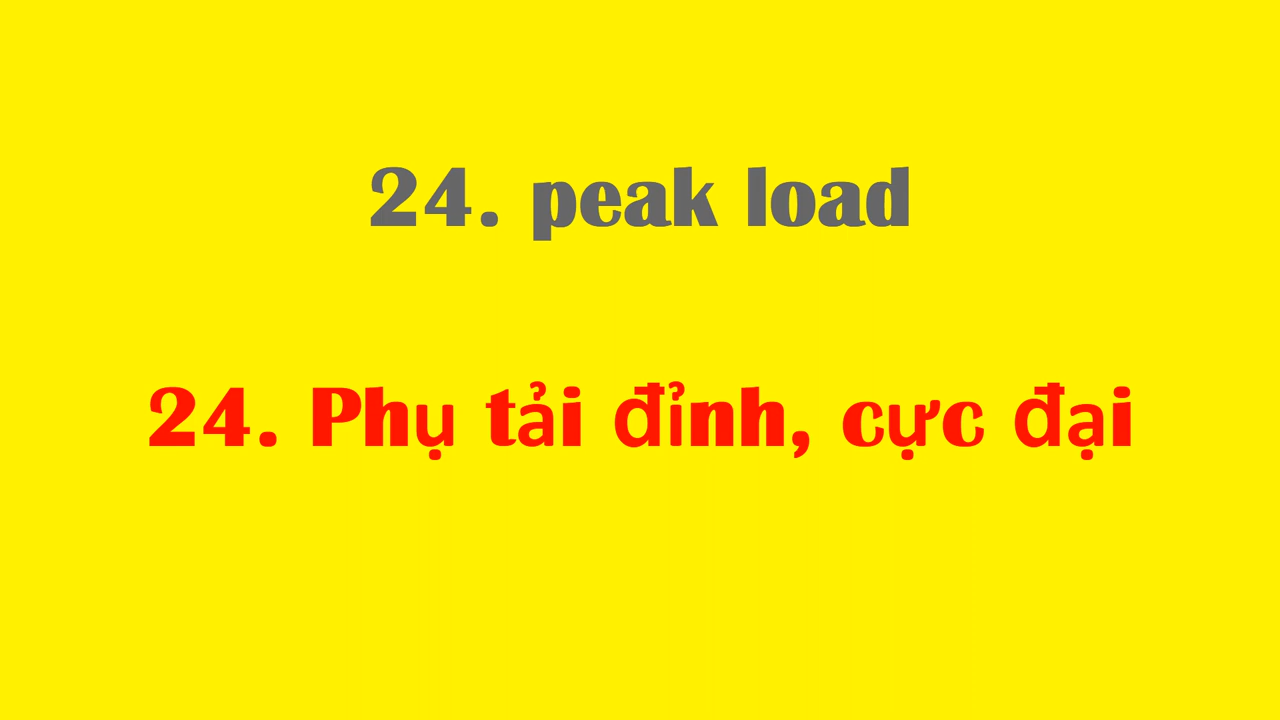 24. peak load
24. Phụ tải đỉnh, cực đại